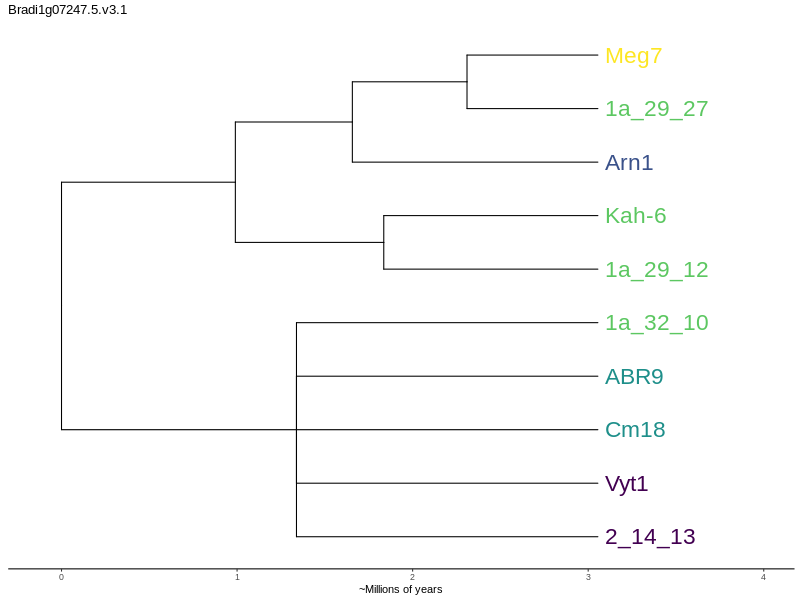 Bradi1g07247.5.v3.1
Meg7
1a_29_27
Arn1
Kah-6
1a_29_12
1a_32_10
ABR9
Cm18
Vyt1
2_14_13
0 1 2 3 4
~Millions of years